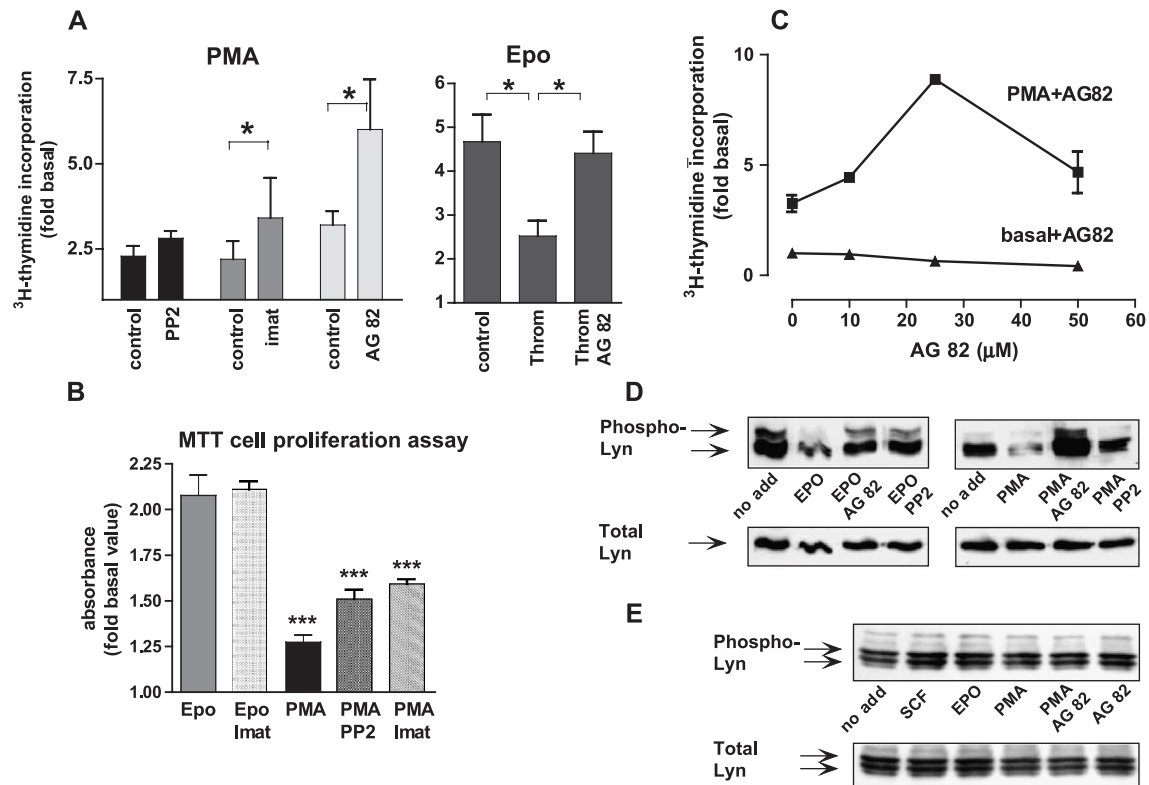 A
PMA
³H-thymidine incorporation
(fold basal)
7.5
5.0
2.5
*
*
control
PP2
control
imat
control
AG 82
Epo
6
5
4
3
2
1
*
*
control
Throm
Throm
AG 82
C
³H-thymidine incorporation
(fold basal)
10
5
0
PMA+AG82
basal+AG82
0
10
20
30
40
50
60
AG 82 (µM)
B
MTT cell proliferation assay
absorbance
(fold basal value)
2.25
2.00
1.75
1.50
1.25
1.00
***
***
***
Epo
Epo
Imat
PMA
PMA
PP2
PMA
Imat
D
Phospho-
Lyn
no add
EPO
EPO
AG 82
EPO
PP2
no add
PMA
PMA
AG 82
PMA
PP2
Total
Lyn
E
Phospho-
Lyn
no add
SCF
EPO
PMA
PMA
AG 82
AG 82
Total
Lyn